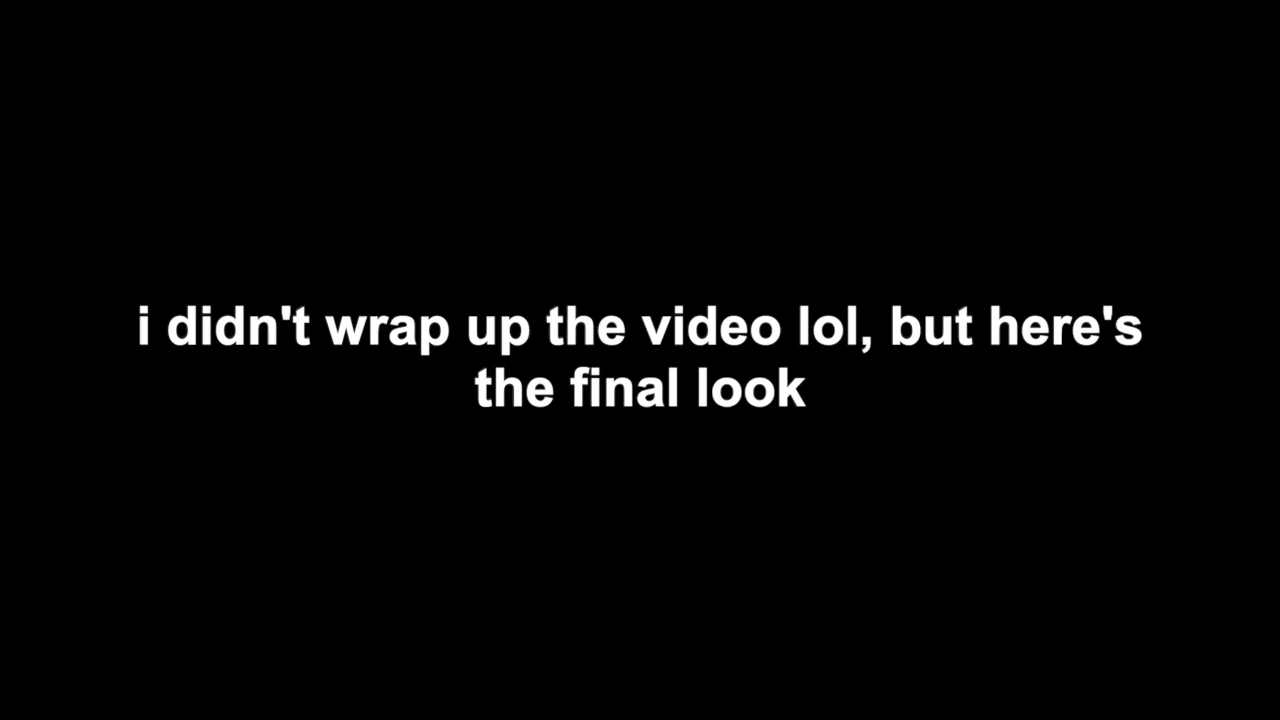 i didn't wrap up the video lol, but here's
the final look